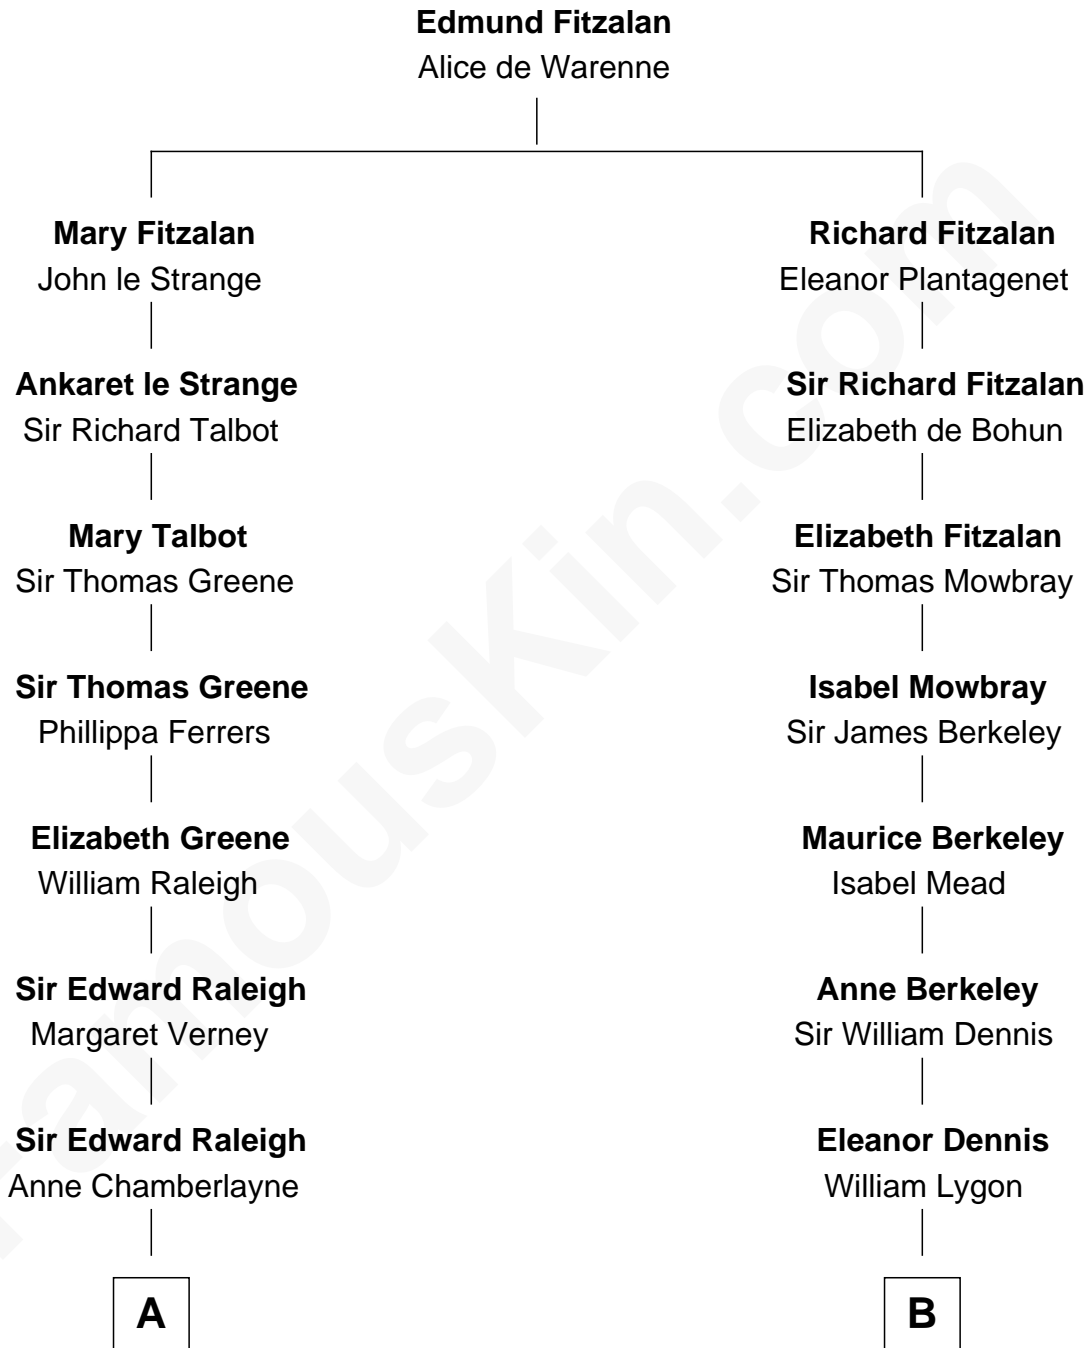 Edmund Fitzalan
Alice de Warenne
Mary Fitzalan
John le Strange
Richard Fitzalan
Eleanor Plantagenet
Ankaret le Strange
Sir Richard Talbot
Sir Richard Fitzalan
Elizabeth de Bohun
Mary Talbot
Sir Thomas Greene
Elizabeth Fitzalan
Sir Thomas Mowbray
Sir Thomas Greene
Phillippa Ferrers
Isabel Mowbray
Sir James Berkeley
Elizabeth Greene
William Raleigh
Maurice Berkeley
Isabel Mead
Sir Edward Raleigh
Margaret Verney
Anne Berkeley
Sir William Dennis
Sir Edward Raleigh
Anne Chamberlayne
Eleanor Dennis
William Lygon
A
B
FamousKin.com